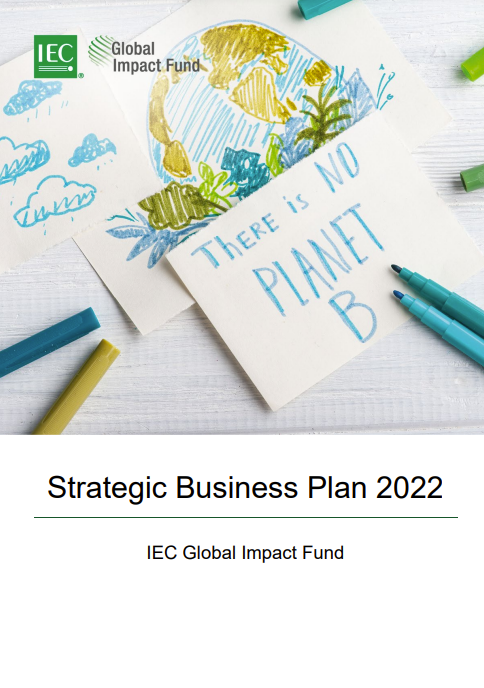 IEC
®
Global
Impact Fund
THERE is NO
PLANET
B
Strategic Business Plan 2022
IEC Global Impact Fund